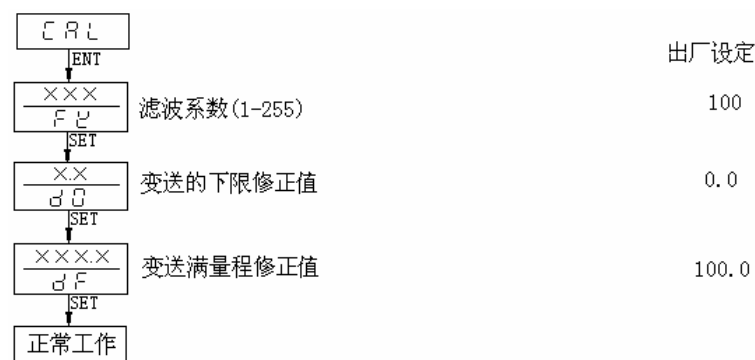 CAL
ENT
出厂设定
XXX
FU
滤波系数(1-255)
100
SET
X.X
d0
变送的下限修正值
0.0
SET
XXX.X
dF
变送满量程修正值
100.0
SET
正常工作